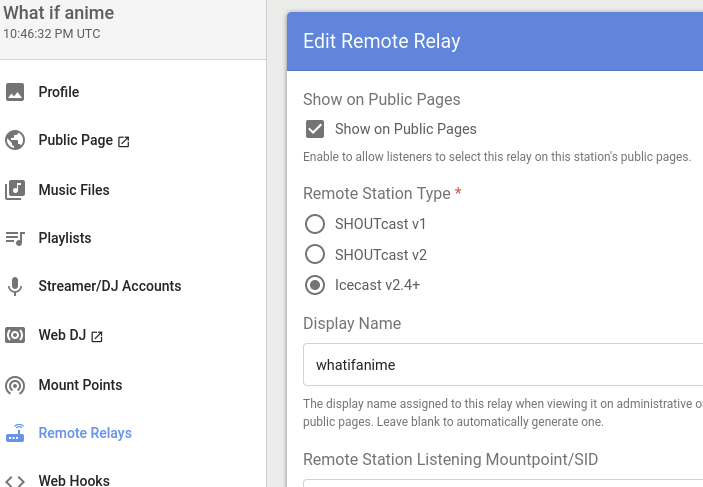 What if anime
10:46:32 PM UTC
Profile
Public Page
Music Files
Playlists
Streamer/DJ Accounts
Web DJ
Mount Points
Remote Relays
Web Hooks
Edit Remote Relay
Show on Public Pages
Show on Public Pages
Enable to allow listeners to select this relay on this station's public pages.
Remote Station Type *
SHOUTcast v1
SHOUTcast v2
Icecast v2.4+
Display Name
whatifanime
The display name assigned to this relay when viewing it on administrative o
public pages. Leave blank to automatically generate one.
Remote Station Listening Mountpoint/SID